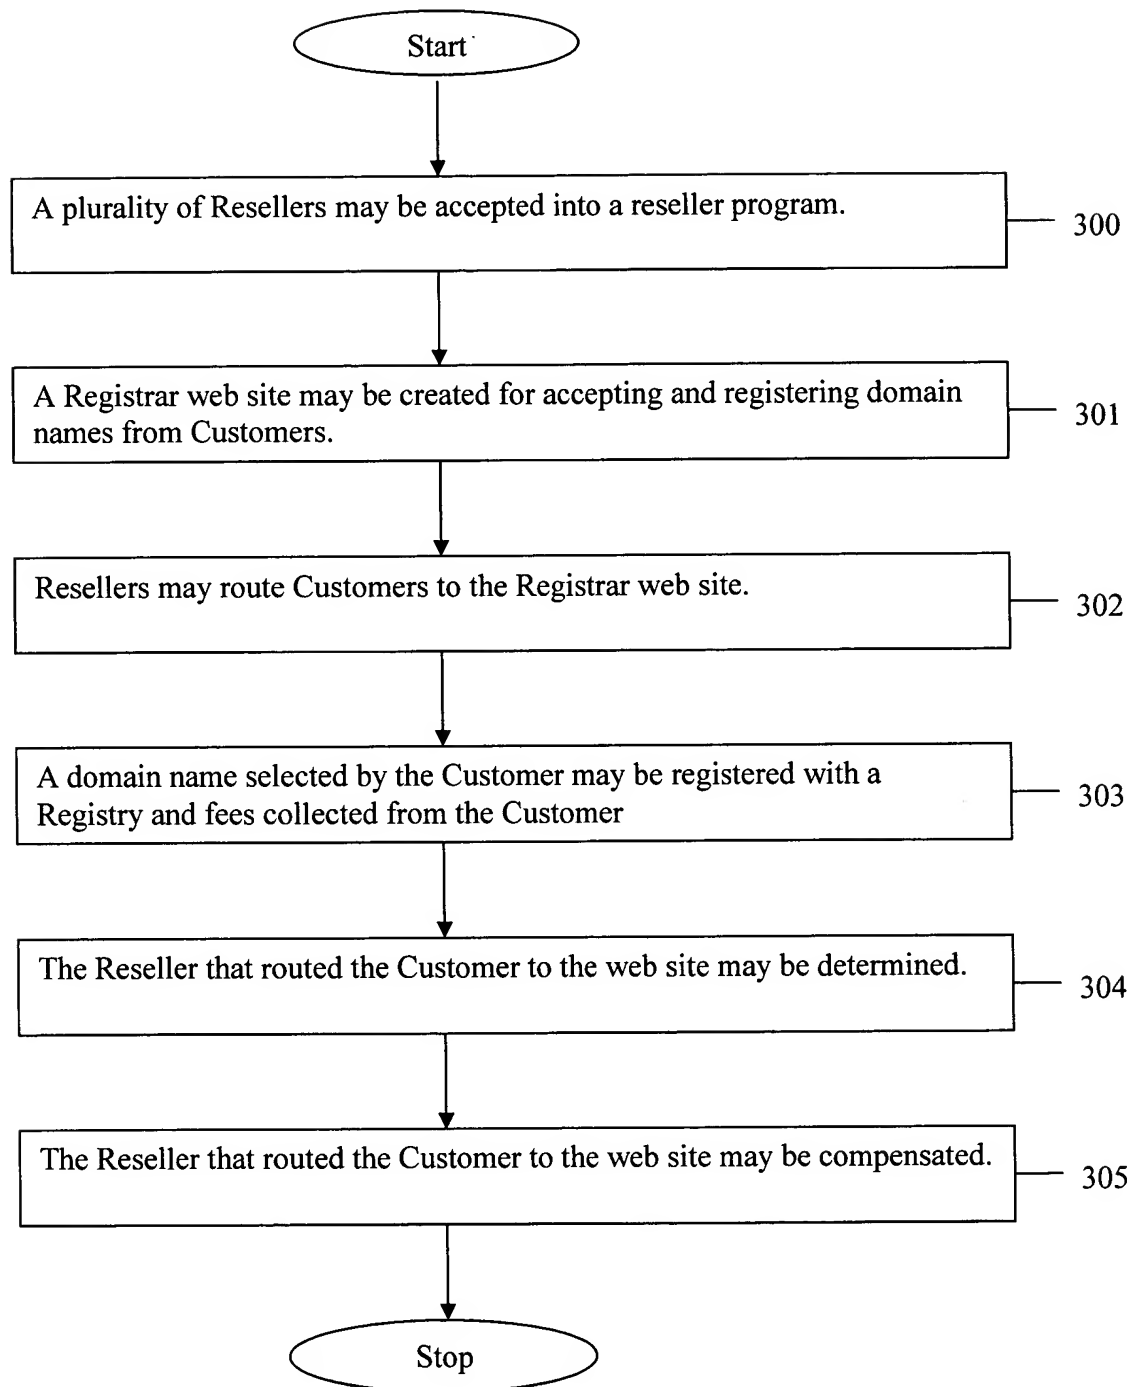 Start
A plurality of Resellers may be accepted into a reseller program.
300
A Registrar web site may be created for accepting and registering domain
names from Customers.
301
Resellers may route Customers to the Registrar web site.
302
A domain name selected by the Customer may be registered with a
Registry and fees collected from the Customer
303
The Reseller that routed the Customer to the web site may be determined.
304
The Reseller that routed the Customer to the web site may be compensated.
305
Stop